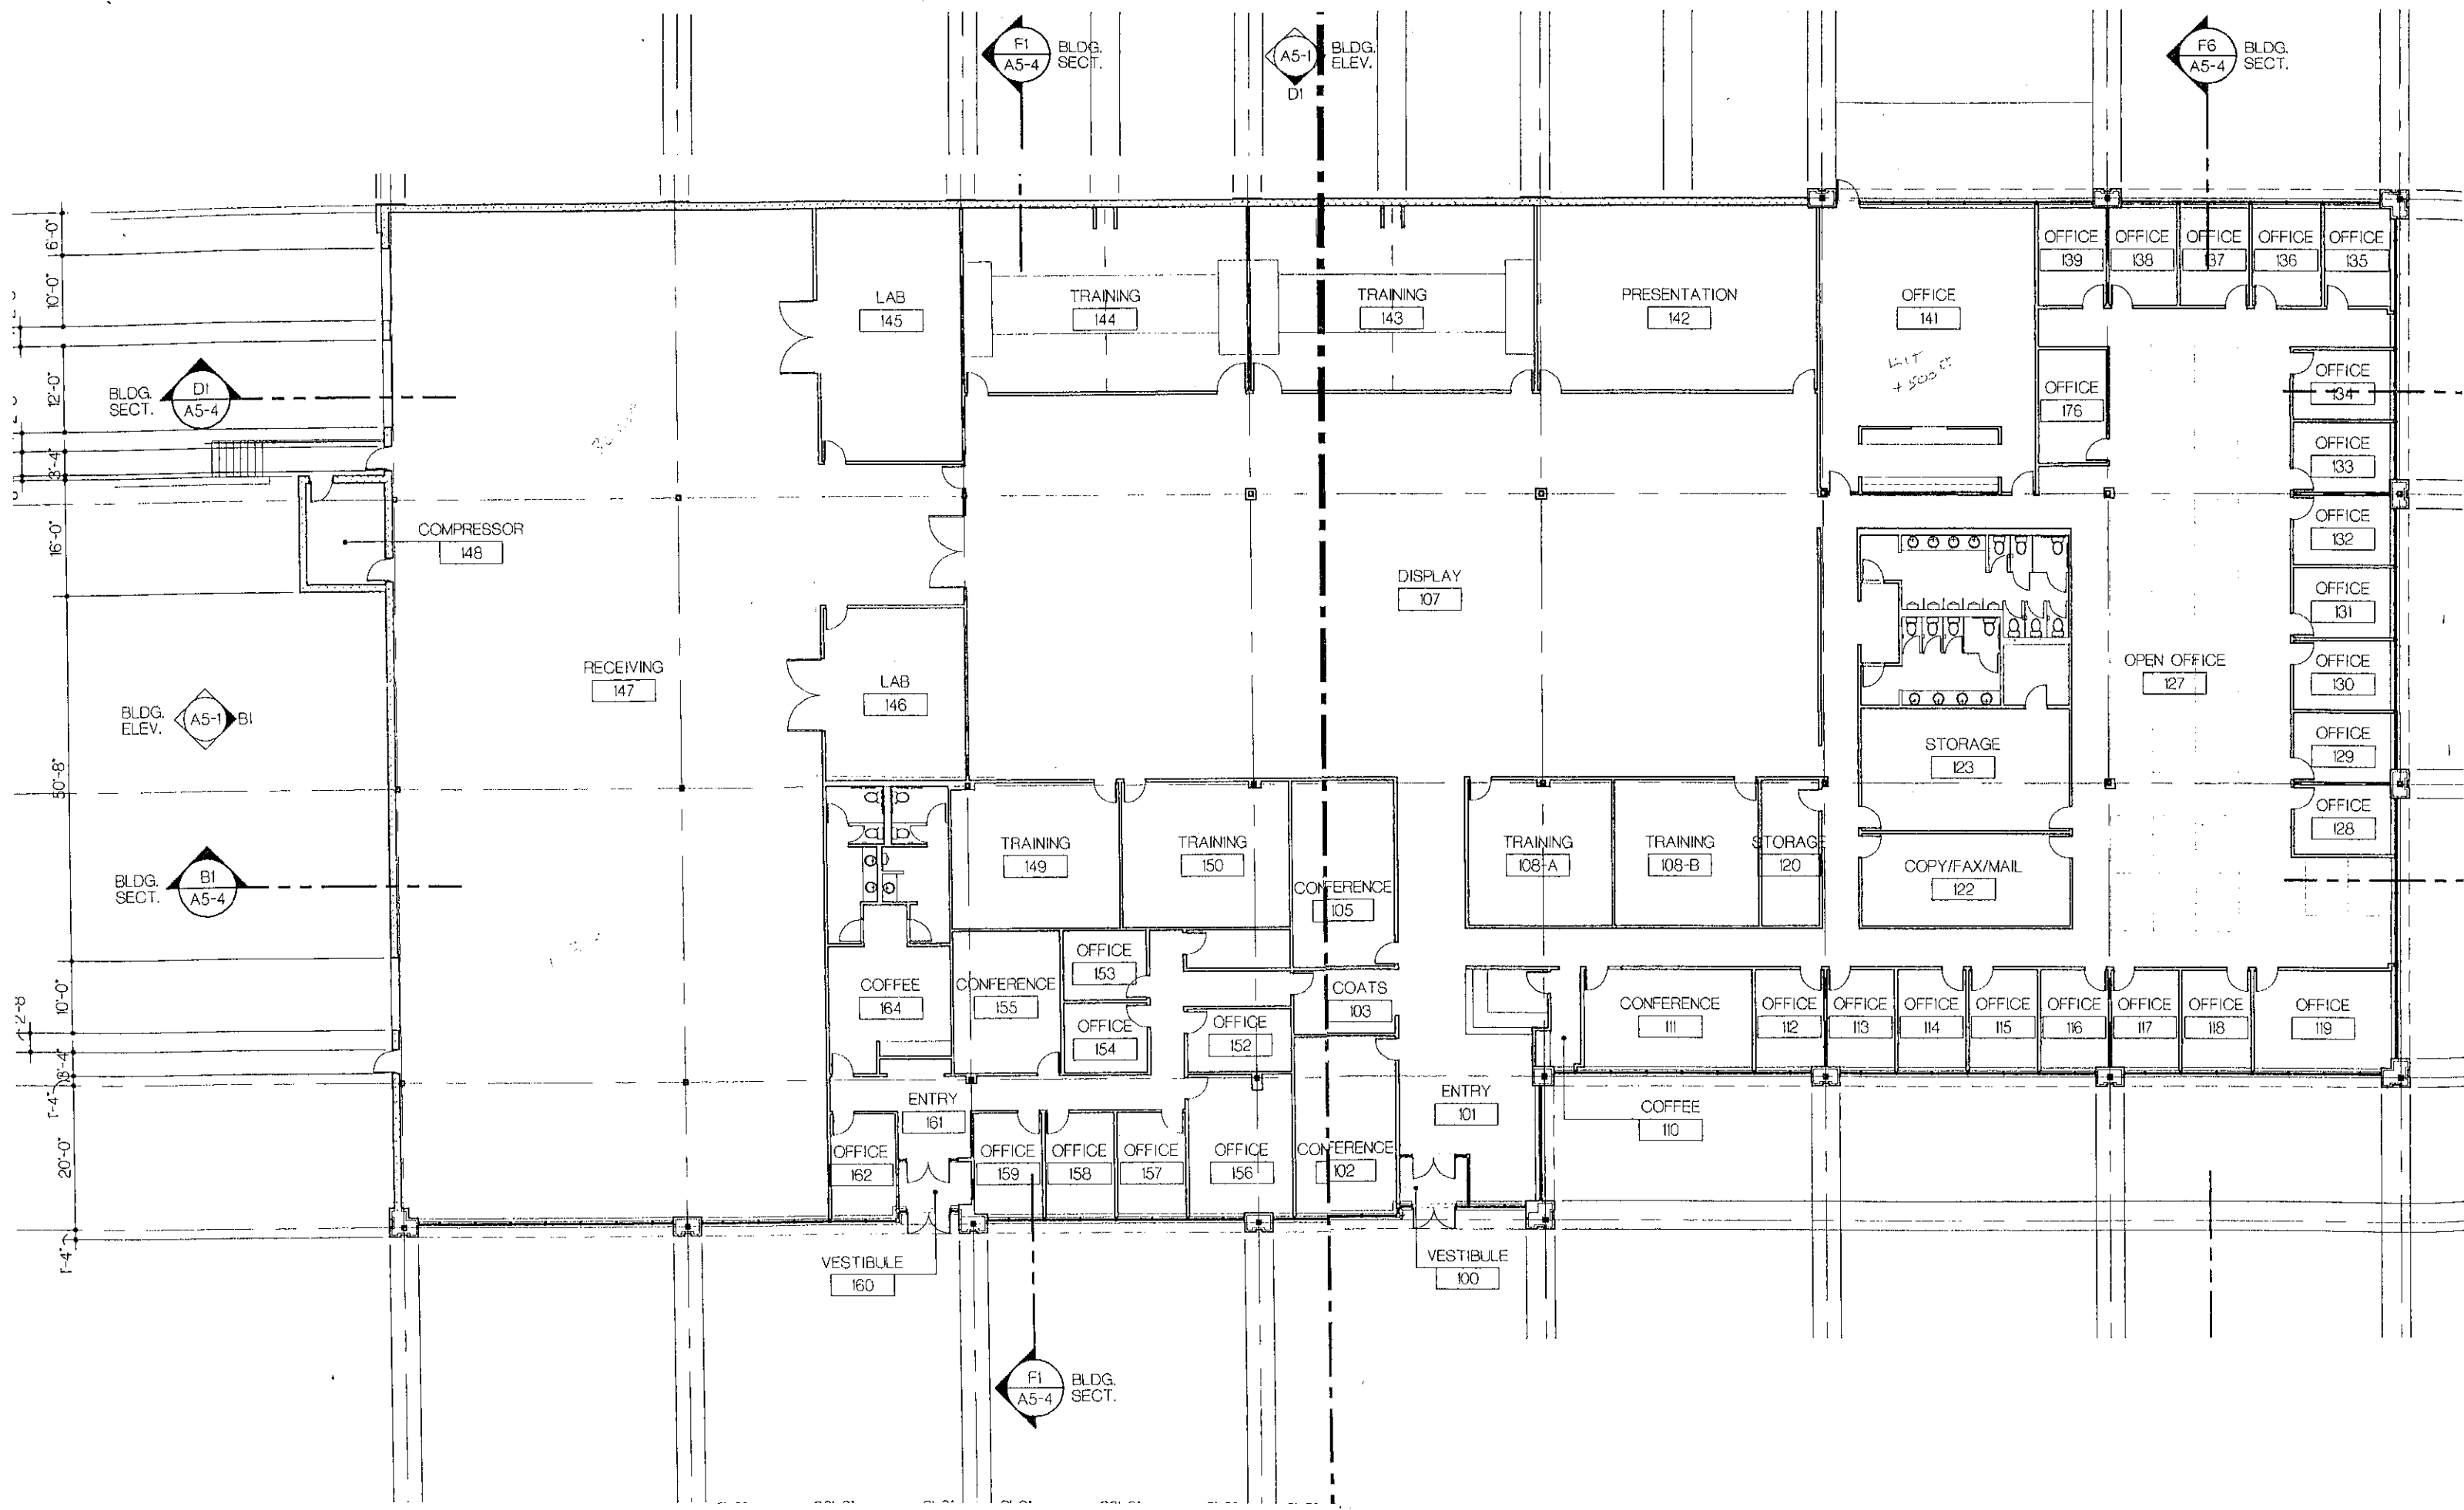 F1
A5-4
BLDG.
SECT.
A5-1
D1
BLDG.
ELEV.
F6
A5-4
BLDG.
SECT.
6'-0"
10'-0"
12'-0"
3'-4"
16'-0"
50'-8"
10'-0"
2'-8
3'-4"
1'-4"
20'-0"
1'-4"
BLDG.
SECT.
D1
A5-4
BLDG.
ELEV.
A5-1
B1
BLDG.
SECT.
B1
A5-4
COMPRESSOR
148
RECEIVING
147
LAB
145
TRAINING
144
TRAINING
143
PRESENTATION
142
OFFICE
141
OFFICE
139
OFFICE
138
OFFICE
137
OFFICE
136
OFFICE
135
OFFICE
176
OFFICE
134
OFFICE
133
OFFICE
132
OFFICE
131
OFFICE
130
OFFICE
129
OFFICE
128
DISPLAY
107
OPEN OFFICE
127
LAB
146
STORAGE
123
COPY/FAX/MAIL
122
TRAINING
149
TRAINING
150
CONFERENCE
105
TRAINING
108-A
TRAINING
108-B
STORAGE
120
COFFEE
164
CONFERENCE
155
OFFICE
153
OFFICE
154
OFFICE
152
COATS
103
CONFERENCE
111
OFFICE
112
OFFICE
113
OFFICE
114
OFFICE
115
OFFICE
116
OFFICE
117
OFFICE
118
OFFICE
119
ENTRY
161
ENTRY
101
COFFEE
110
OFFICE
162
OFFICE
159
OFFICE
158
OFFICE
157
OFFICE
156
CONFERENCE
102
VESTIBULE
160
VESTIBULE
100
F1
A5-4
BLDG.
SECT.